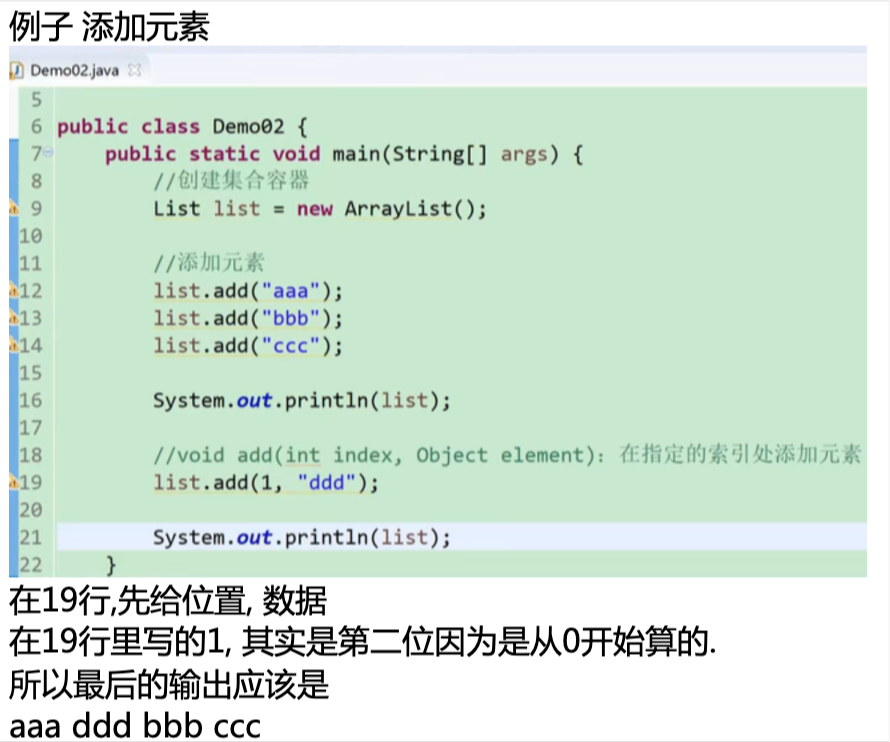 例子 添加元素
Demo02.java
5
6 public class Demo02 {
7 public static void main(String[] args) {
8 //创建集合容器
9 List list = new ArrayList();
10
11 //添加元素
12 list.add("aaa");
13 list.add("bbb");
14 list.add("ccc");
15
16 System.out.println(list);
17
18 //void add(int index, Object element): 在指定的索引处添加元素
19 list.add(1, "ddd");
20
21 System.out.println(list);
22 }
在19行,先给位置, 数据
在19行里写的1, 其实是第二位因为是从0开始算的.
所以最后的输出应该是
aaa ddd bbb ccc